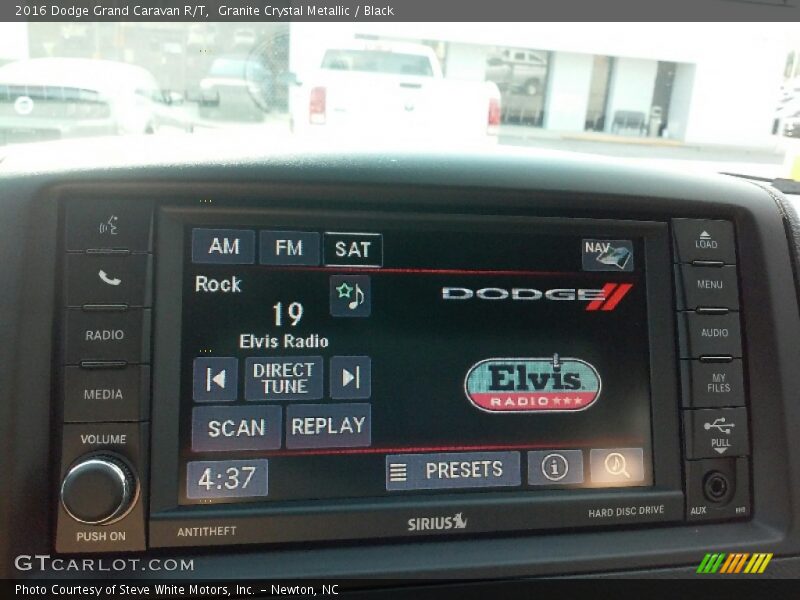 2016 Dodge Grand Caravan R/T, Granite Crystal Metallic / Black
AM
FM
SAT
NAV
LOAD
Rock
MENU
19
DODGE
Elvis Radio
RADIO
AUDIO
DIRECT
TUNE
Elvis
RADIO
MEDIA
MY
FILES
SCAN
REPLAY
VOLUME
PULL
4:37
PRESETS
PUSH ON
ANTITHEFT
SIRIUS
HARD DISC DRIVE
AUX
GTCARLOT.COM
Photo Courtesy of Steve White Motors, Inc. – Newton, NC